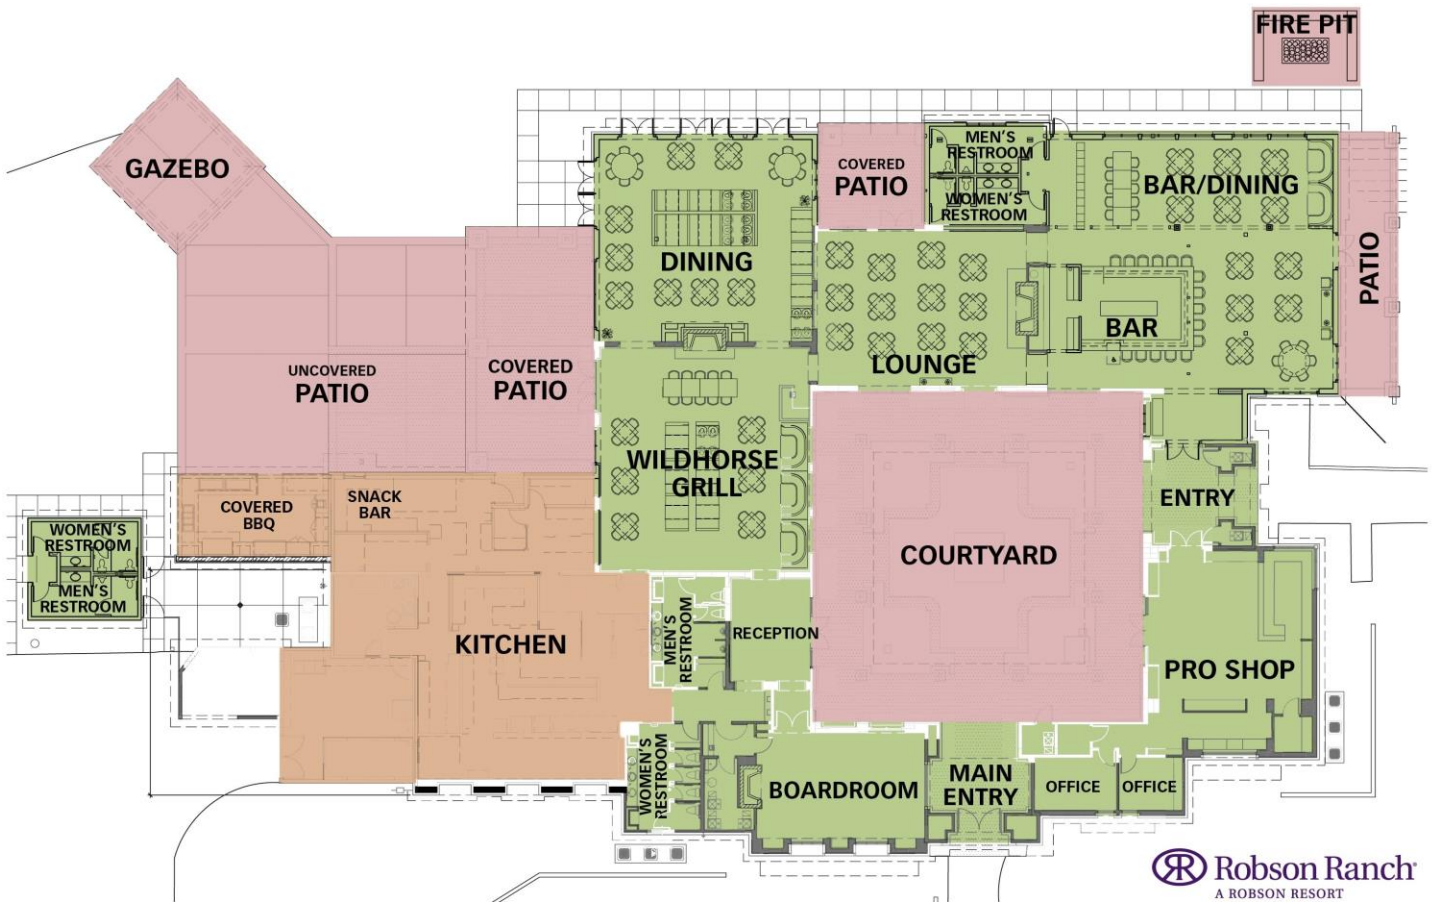 FIRE PIT
GAZEBO
COVERED
PATIO
MEN'S
RESTROOM
WOMEN'S
RESTROOM
BAR/DINING
DINING
PATIO
BAR
LOUNGE
UNCOVERED
PATIO
COVERED
PATIO
WILDHORSE
GRILL
COVERED
BBQ
SNACK
BAR
ENTRY
WOMEN'S
RESTROOM
MEN'S
RESTROOM
COURTYARD
KITCHEN
MEN'S
RESTROOM
RECEPTION
PRO SHOP
WOMEN'S
RESTROOM
BOARDROOM
MAIN
ENTRY
OFFICE
OFFICE
RR Robson Ranch
A ROBSON RESORT